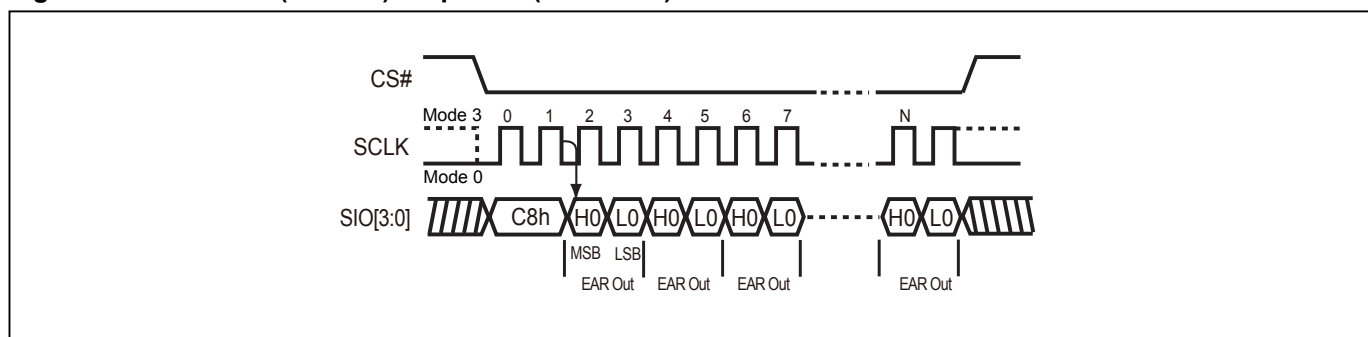 CS#
Mode 3 0 1 2 3 4 5 6 7 N
SCLK
Mode 0
SIO[3:0] C8h H0 L0 H0 L0 H0 L0 H0 L0
MSB LSB
EAR Out EAR Out EAR Out EAR Out